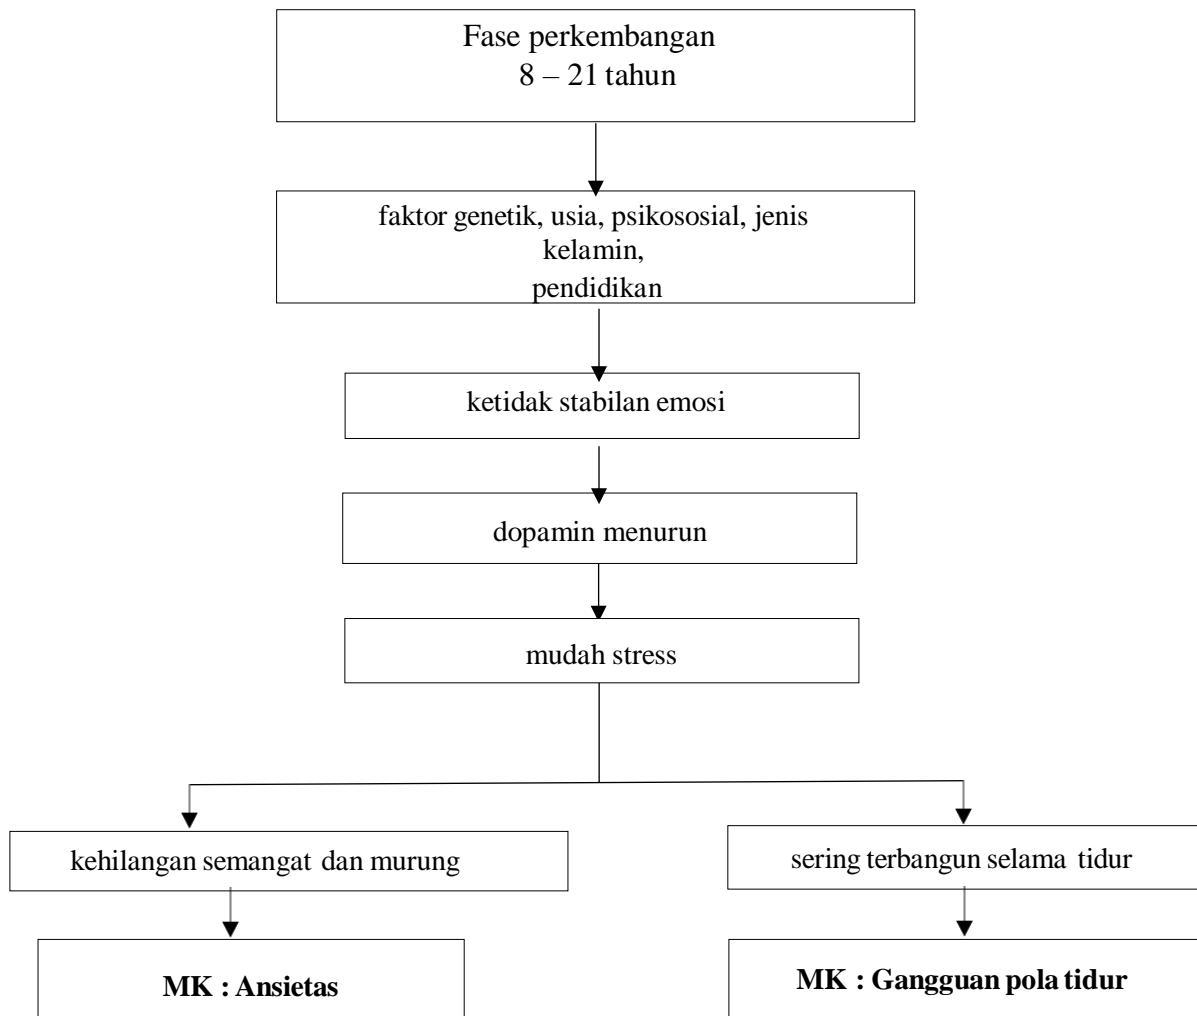 Fase perkembangan
8 – 21 tahun
faktor genetik, usia, psikososial, jenis
kelamin,
pendidikan
ketidak stabilan emosi
dopamin menurun
mudah stress
kehilangan semangat dan murung
sering terbangun selama tidur
MK : Ansietas
MK : Gangguan pola tidur